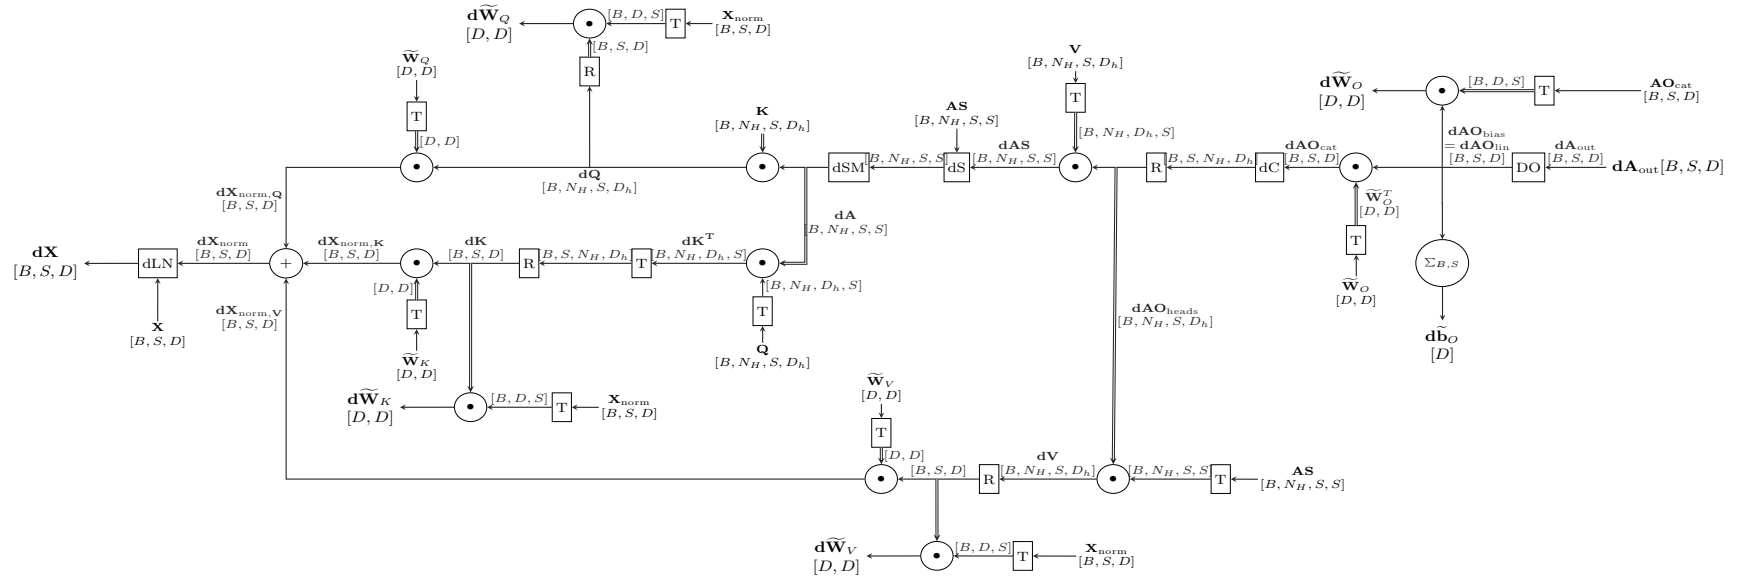 dW̃_Q
[D, D]
[B, D, S]
T
X_norm
[B, S, D]
[B, S, D]
R
W̃_Q
[D, D]
T
[D, D]
K
[B, N_H, S, D_h]
AS
[B, N_H, S, S]
V
[B, N_H, S, D_h]
T
[B, N_H, D_h, S]
dW̃_O
[D, D]
[B, D, S]
T
AO_cat
[B, S, D]
dQ
[B, N_H, S, D_h]
dSM
[B, N_H, S, S]
dS
dAS
[B, N_H, S, S]
R
[B, S, N_H, D_h]
dC
dAO_cat
[B, S, D]
dAO_bias
= dAO_lin
[B, S, D]
DO
dA_out
[B, S, D]
dA_out[B, S, D]
dX_norm,Q
[B, S, D]
dA
[B, N_H, S, S]
W̃_O^T
[D, D]
T
W̃_O
[D, D]
dX
[B, S, D]
dLN
dX_norm
[B, S, D]
+
dX_norm,K
[B, S, D]
dK
[B, S, D]
R
[B, S, N_H, D_h]
T
dK^T
[B, N_H, D_h, S]
[B, N_H, D_h, S]
T
Q
[B, N_H, S, D_h]
Σ_B,S
db̃_O
[D]
X
[B, S, D]
dX_norm,V
[B, S, D]
[D, D]
T
W̃_K
[D, D]
dAO_heads
[B, N_H, S, D_h]
dW̃_K
[D, D]
[B, D, S]
T
X_norm
[B, S, D]
W̃_V
[D, D]
T
[D, D]
[B, S, D]
R
dV
[B, N_H, S, D_h]
[B, N_H, S, S]
T
AS
[B, N_H, S, S]
dW̃_V
[D, D]
[B, D, S]
T
X_norm
[B, S, D]